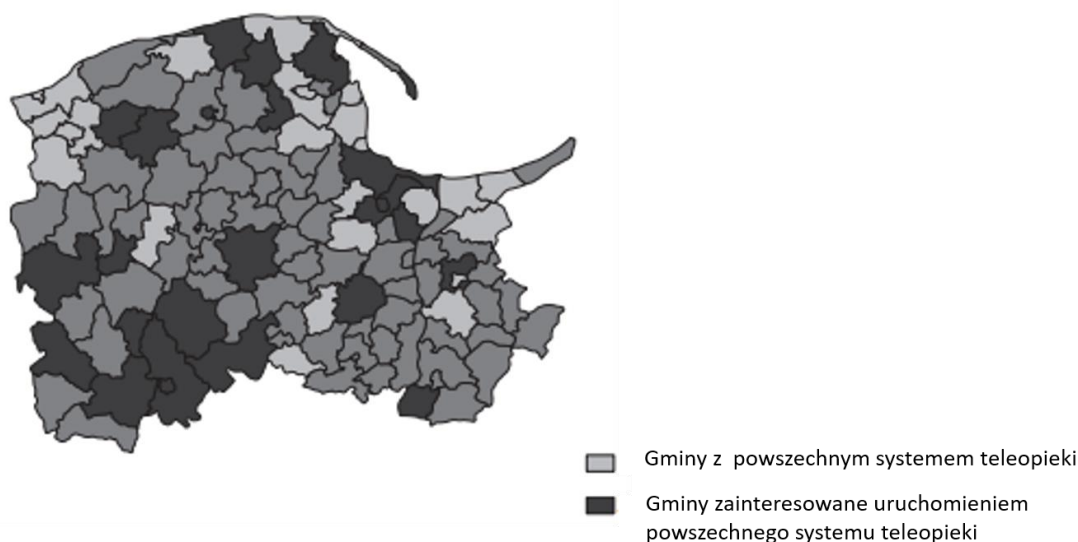 Gminy z powszechnym systemem teleopieki
Gminy zainteresowane uruchomieniem
powszechnego systemu teleopieki